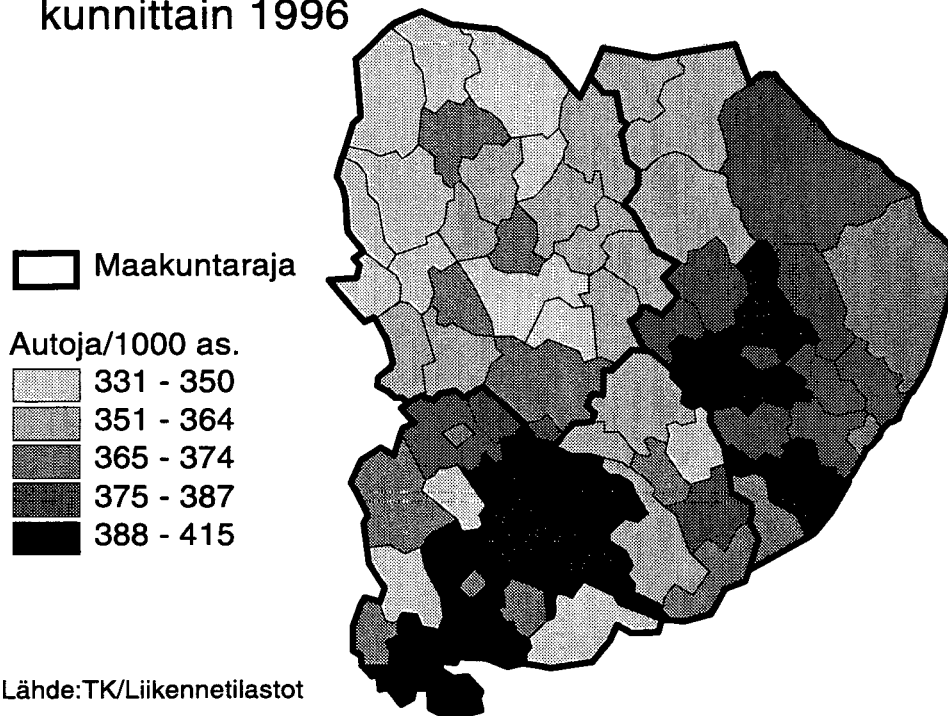 kunnittain 1996
Maakuntaraja
Autoja/1000 as.
331 - 350
351 - 364
365 - 374
375 - 387
388 - 415
Lähde:TK/Liikennetilastot